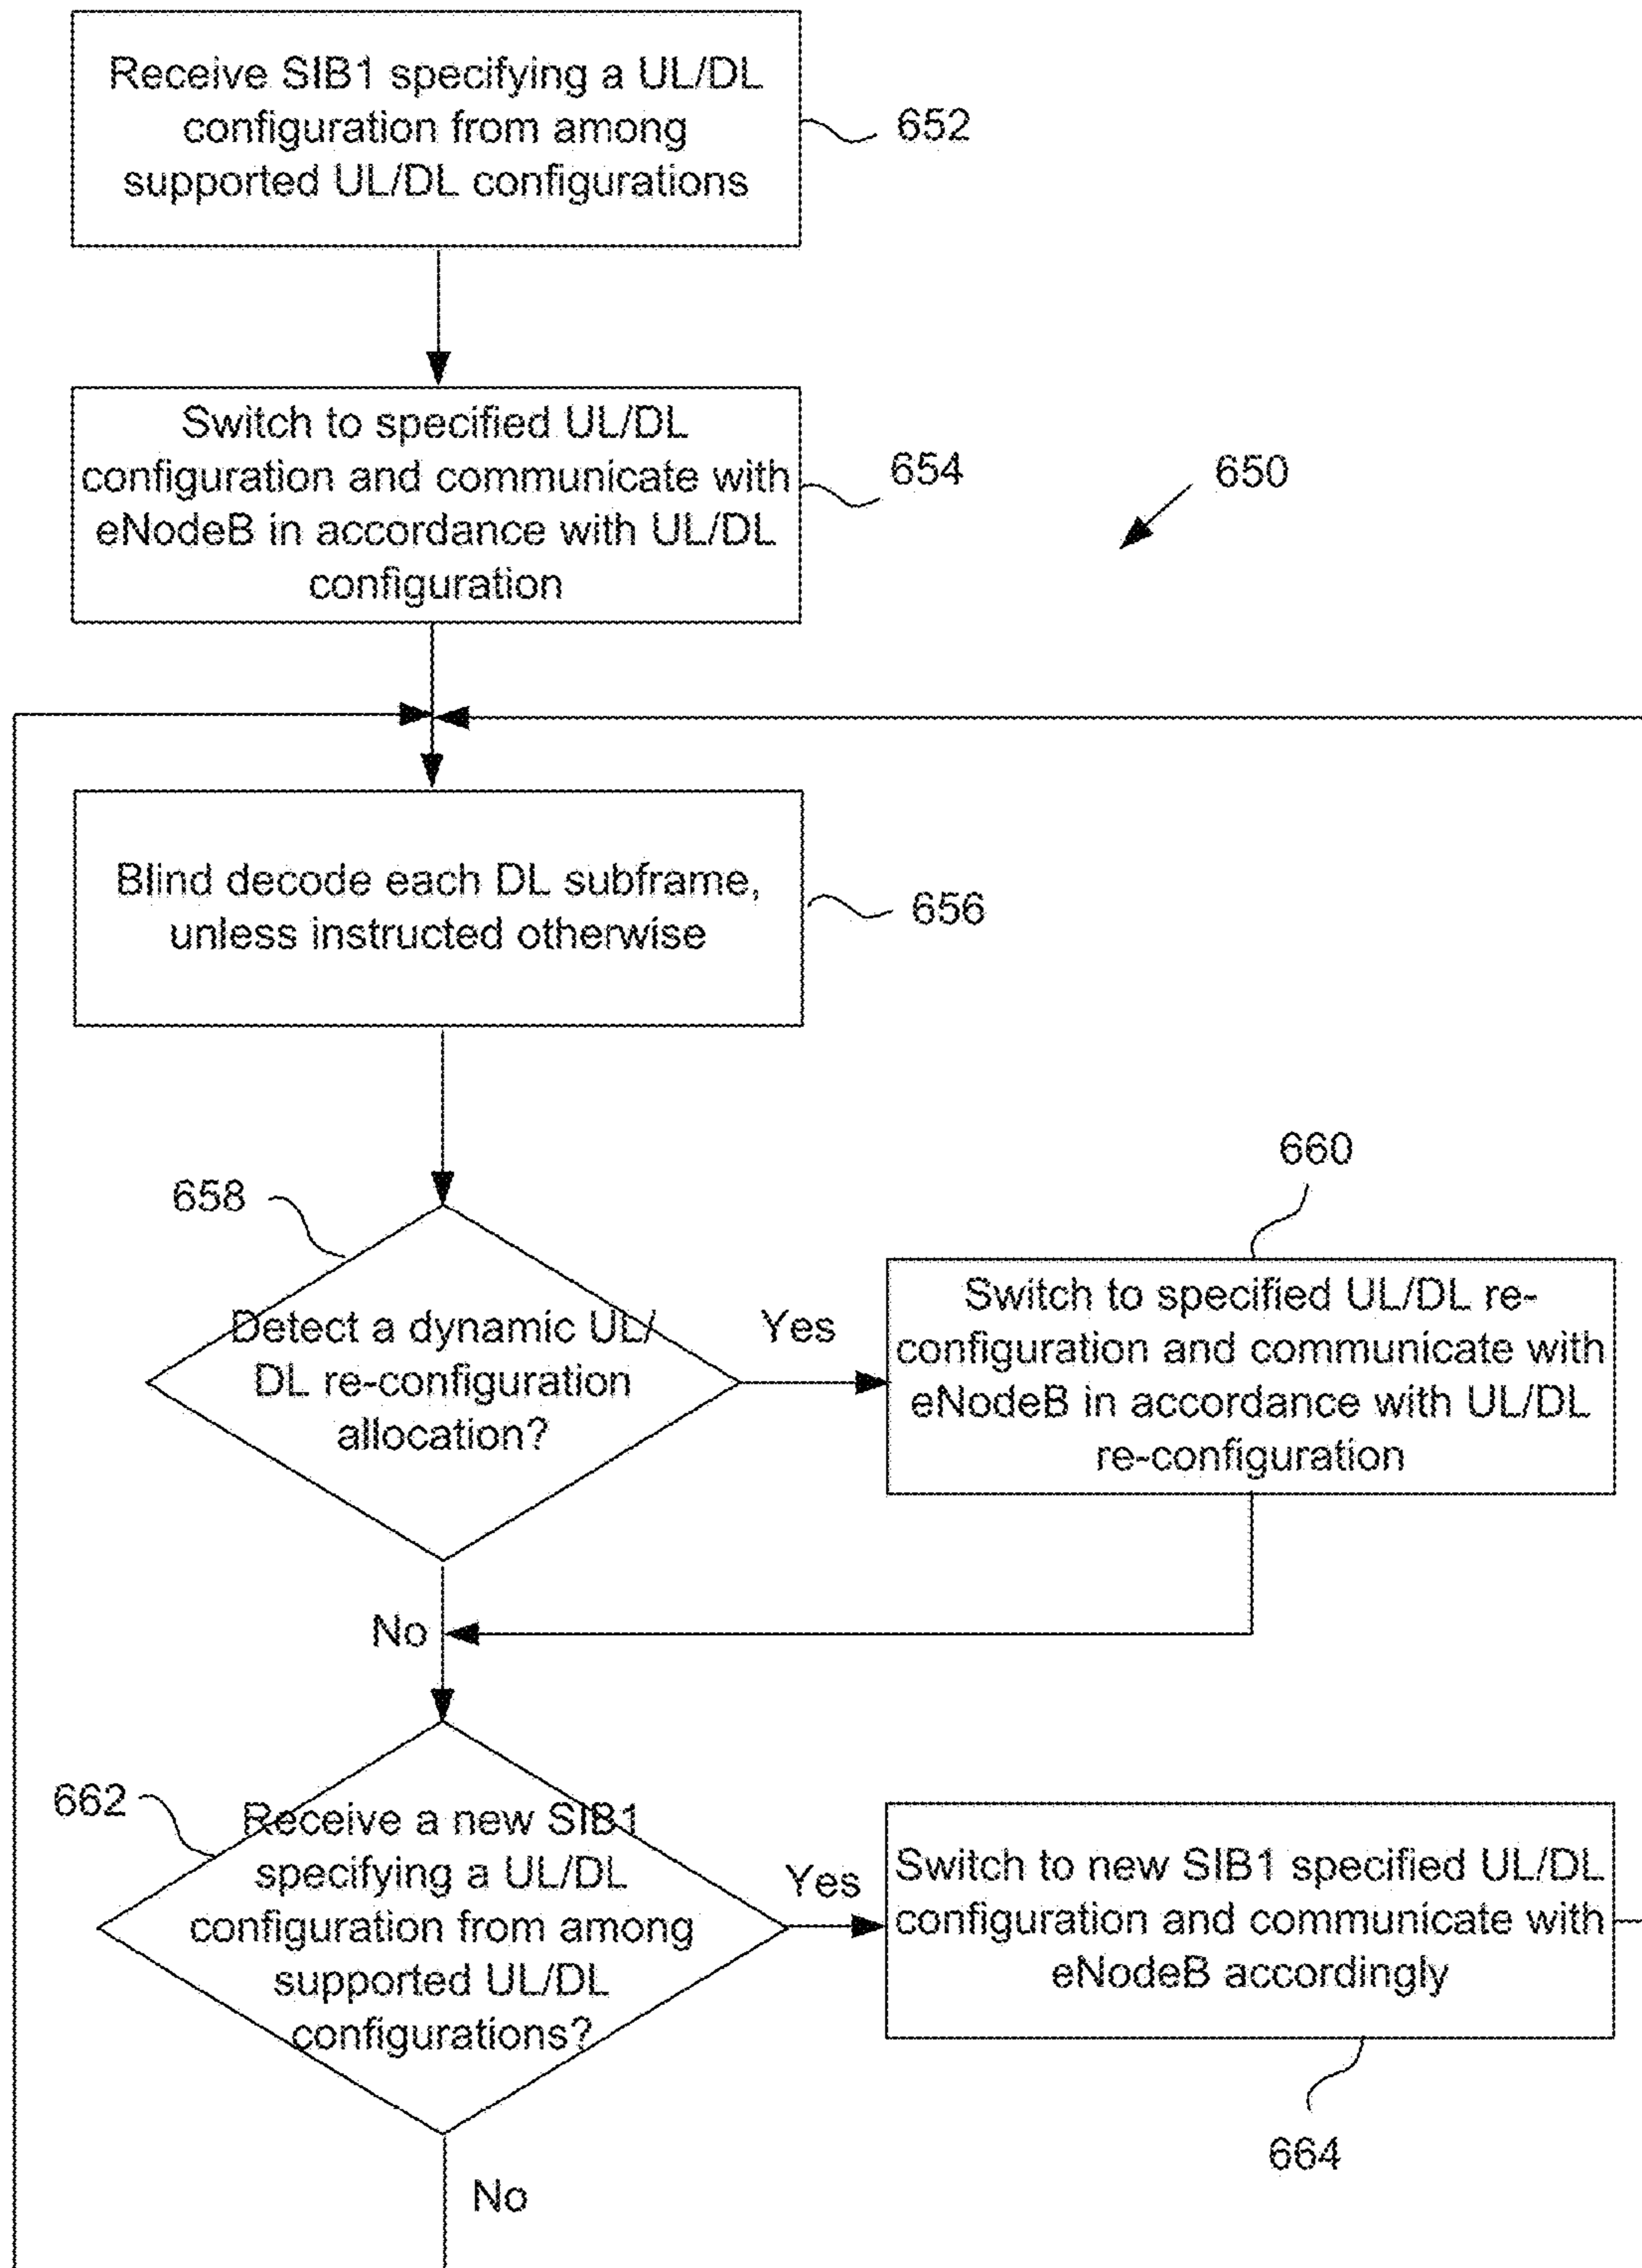 Receive SIB1 specifying a UL/DL
configuration from among
supported UL/DL configurations
652
Switch to specified UL/DL
configuration and communicate with
eNodeB in accordance with UL/DL
configuration
654
650
Blind decode each DL subframe,
unless instructed otherwise
656
658
Detect a dynamic UL/
DL re-configuration
allocation?
Yes
660
Switch to specified UL/DL re-
configuration and communicate with
eNodeB in accordance with UL/DL
re-configuration
No
662
Receive a new SIB1
specifying a UL/DL
configuration from among
supported UL/DL
configurations?
Yes
Switch to new SIB1 specified UL/DL
configuration and communicate with
eNodeB accordingly
664
No